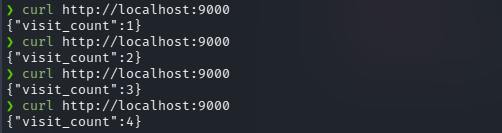 ❯ curl http://localhost:9000
{"visit_count":1}
❯ curl http://localhost:9000
{"visit_count":2}
❯ curl http://localhost:9000
{"visit_count":3}
❯ curl http://localhost:9000
{"visit_count":4}